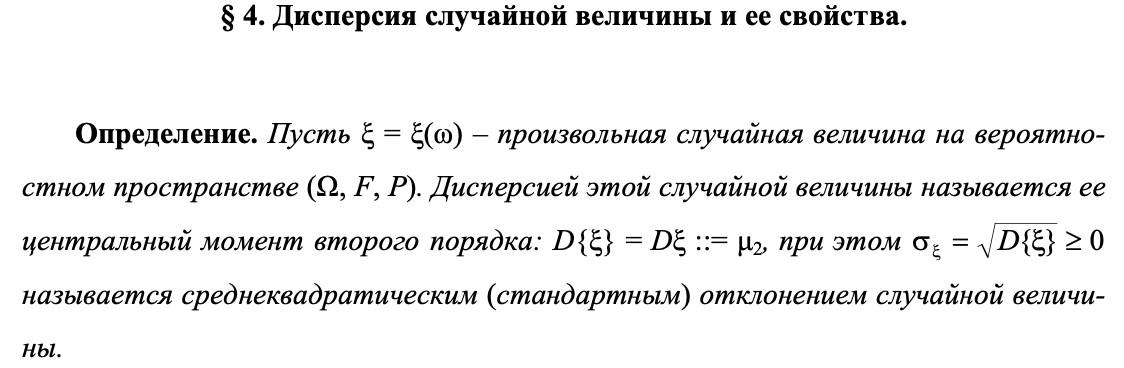 § 4. Дисперсия случайной величины и ее свойства.
Определение. Пусть ξ = ξ(ω) – произвольная случайная величина на вероятно-
стном пространстве (Ω, F, P). Дисперсией этой случайной величины называется ее
центральный момент второго порядка: D{ξ} = Dξ ::= μ₂, при этом σ_ξ = √D{ξ} ≥ 0
называется среднеквадратическим (стандартным) отклонением случайной величи-
ны.